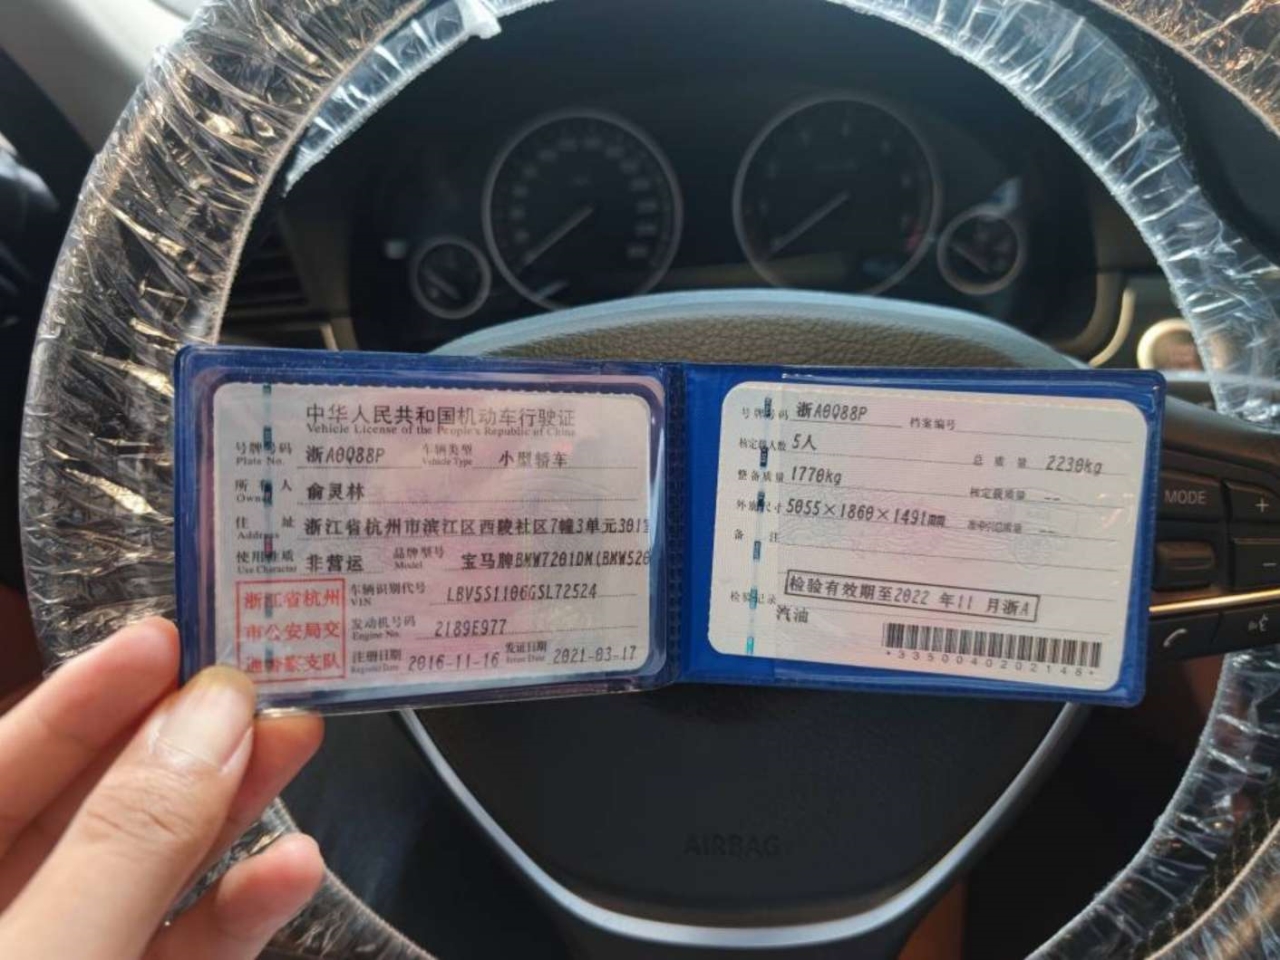 中华人民共和国机动车行驶证
Vehicle License of the People's Republic of China
号牌号码 浙A0Q88P 车辆类型 小型轿车
Plate No. Vehicle Type
所有人 俞灵林
Owner
住址 浙江省杭州市滨江区西陵社区7幢3单元301
Address
使用性质 非营运 品牌型号 宝马牌BMW7201DM(BMW520
Use Character Model
浙江省杭州
市公安局交
通警察支队
车辆识别代号 LBV5S1106GSL72524
VIN
发动机号码 2189E977
Engine No.
注册日期 2016-11-16 发证日期 2021-03-17
Register Date Issue Date
号牌号码 浙A0Q88P 档案编号
核定载人数 5人 总质量 2230kg
整备质量 1770kg 核定载质量 --
外廓尺寸 5055×1860×1491mm 准牵引总质量 --
备注
检验有效期至2022年11月浙A
检验记录
汽油
*3350040202146*
MODE
+
−
AIRBAG